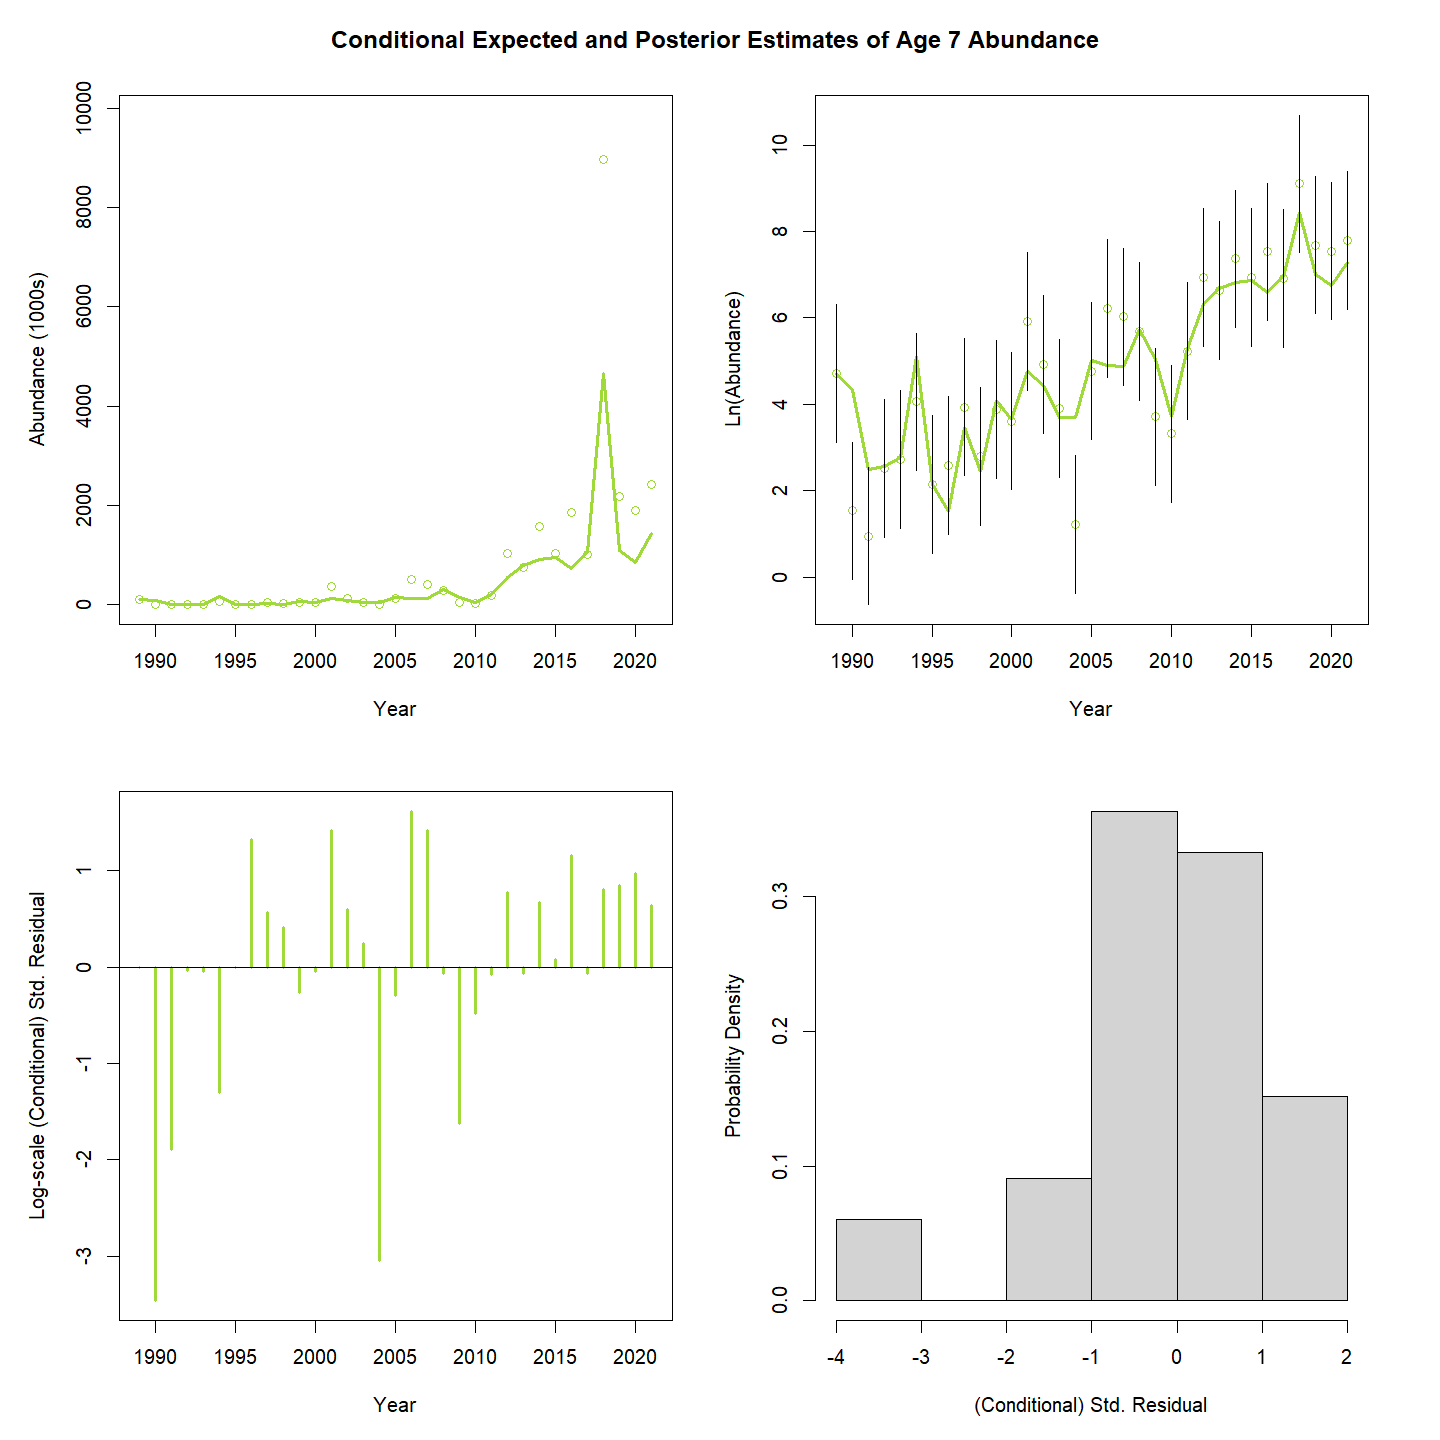 Conditional Expected and Posterior Estimates of Age 7 Abundance
Abundance (1000s)
0 2000 4000 6000 8000 10000
1990 1995 2000 2005 2010 2015 2020
Year
Ln(Abundance)
0 2 4 6 8 10
1990 1995 2000 2005 2010 2015 2020
Year
Log-scale (Conditional) Std. Residual
-3 -2 -1 0 1
1990 1995 2000 2005 2010 2015 2020
Year
Probability Density
0.0 0.1 0.2 0.3
-4 -3 -2 -1 0 1 2
(Conditional) Std. Residual